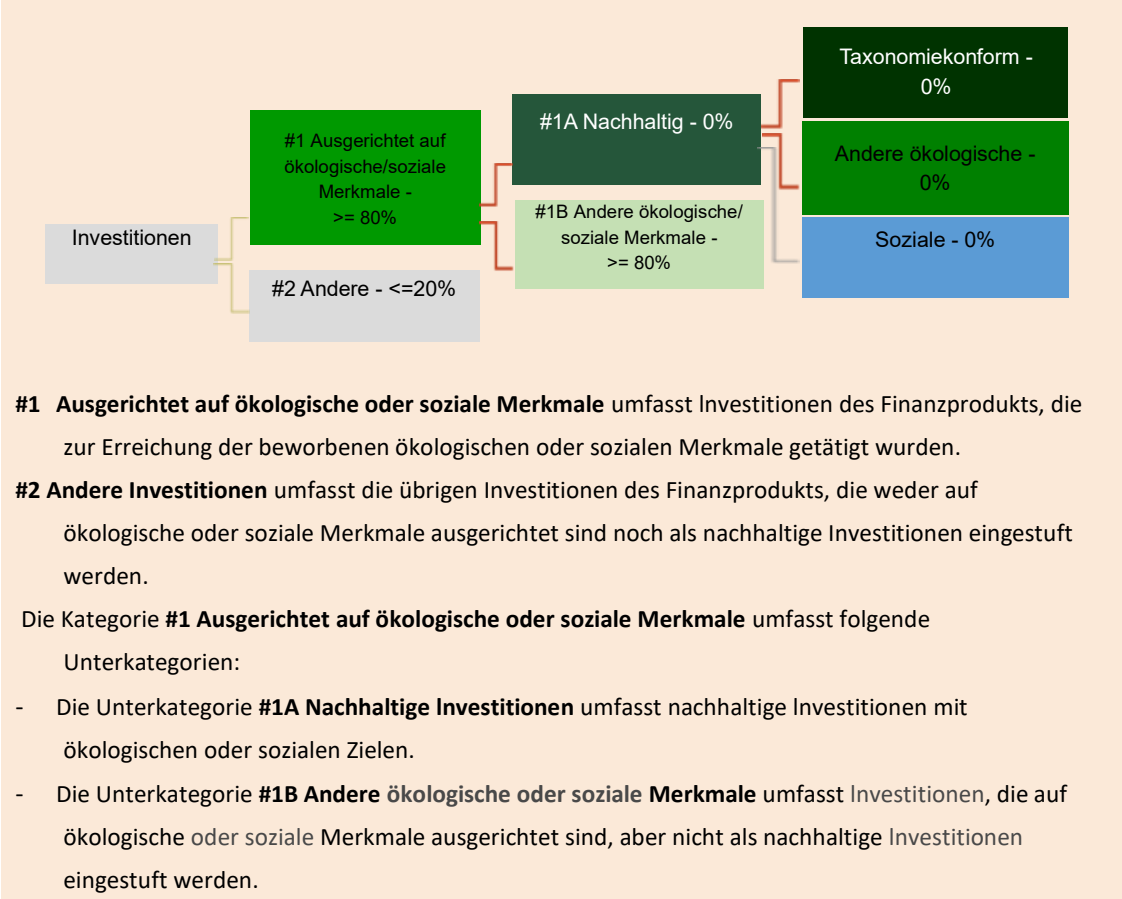 Taxonomiekonform -
0%
#1A Nachhaltig - 0%
#1 Ausgerichtet auf
ökologische/soziale
Merkmale -
>= 80%
Andere ökologische -
0%
#1B Andere ökologische/
soziale Merkmale -
>= 80%
Investitionen
Soziale - 0%
#2 Andere - <=20%
#1 Ausgerichtet auf ökologische oder soziale Merkmale umfasst lnvestitionen des Finanzprodukts, die
zur Erreichung der beworbenen ökologischen oder sozialen Merkmale getätigt wurden.
#2 Andere Investitionen umfasst die übrigen Investitionen des Finanzprodukts, die weder auf
ökologische oder soziale Merkmale ausgerichtet sind noch als nachhaltige Investitionen eingestuft
werden.
Die Kategorie #1 Ausgerichtet auf ökologische oder soziale Merkmale umfasst folgende
Unterkategorien:
- Die Unterkategorie #1A Nachhaltige lnvestitionen umfasst nachhaltige lnvestitionen mit
ökologischen oder sozialen Zielen.
- Die Unterkategorie #1B Andere ökologische oder soziale Merkmale umfasst lnvestitionen, die auf
ökologische oder soziale Merkmale ausgerichtet sind, aber nicht als nachhaltige lnvestitionen
eingestuft werden.